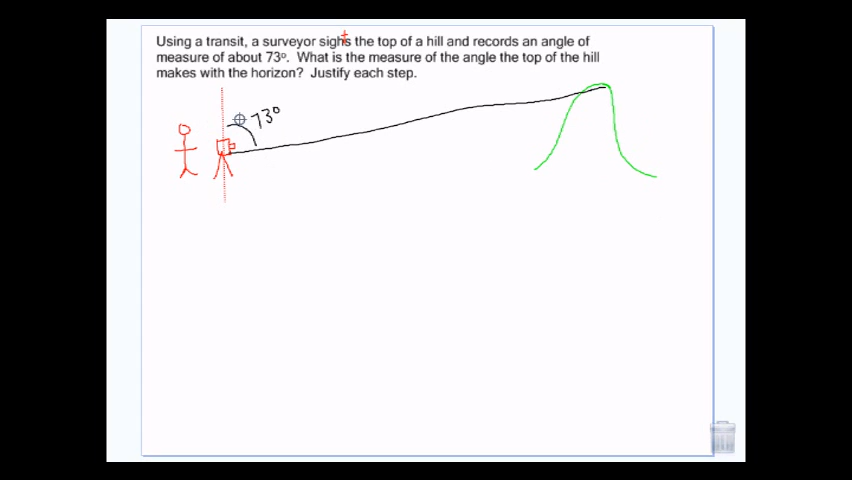 Using a transit, a surveyor sights the top of a hill and records an angle of
measure of about 73º. What is the measure of the angle the top of the hill
makes with the horizon? Justify each step.
73º